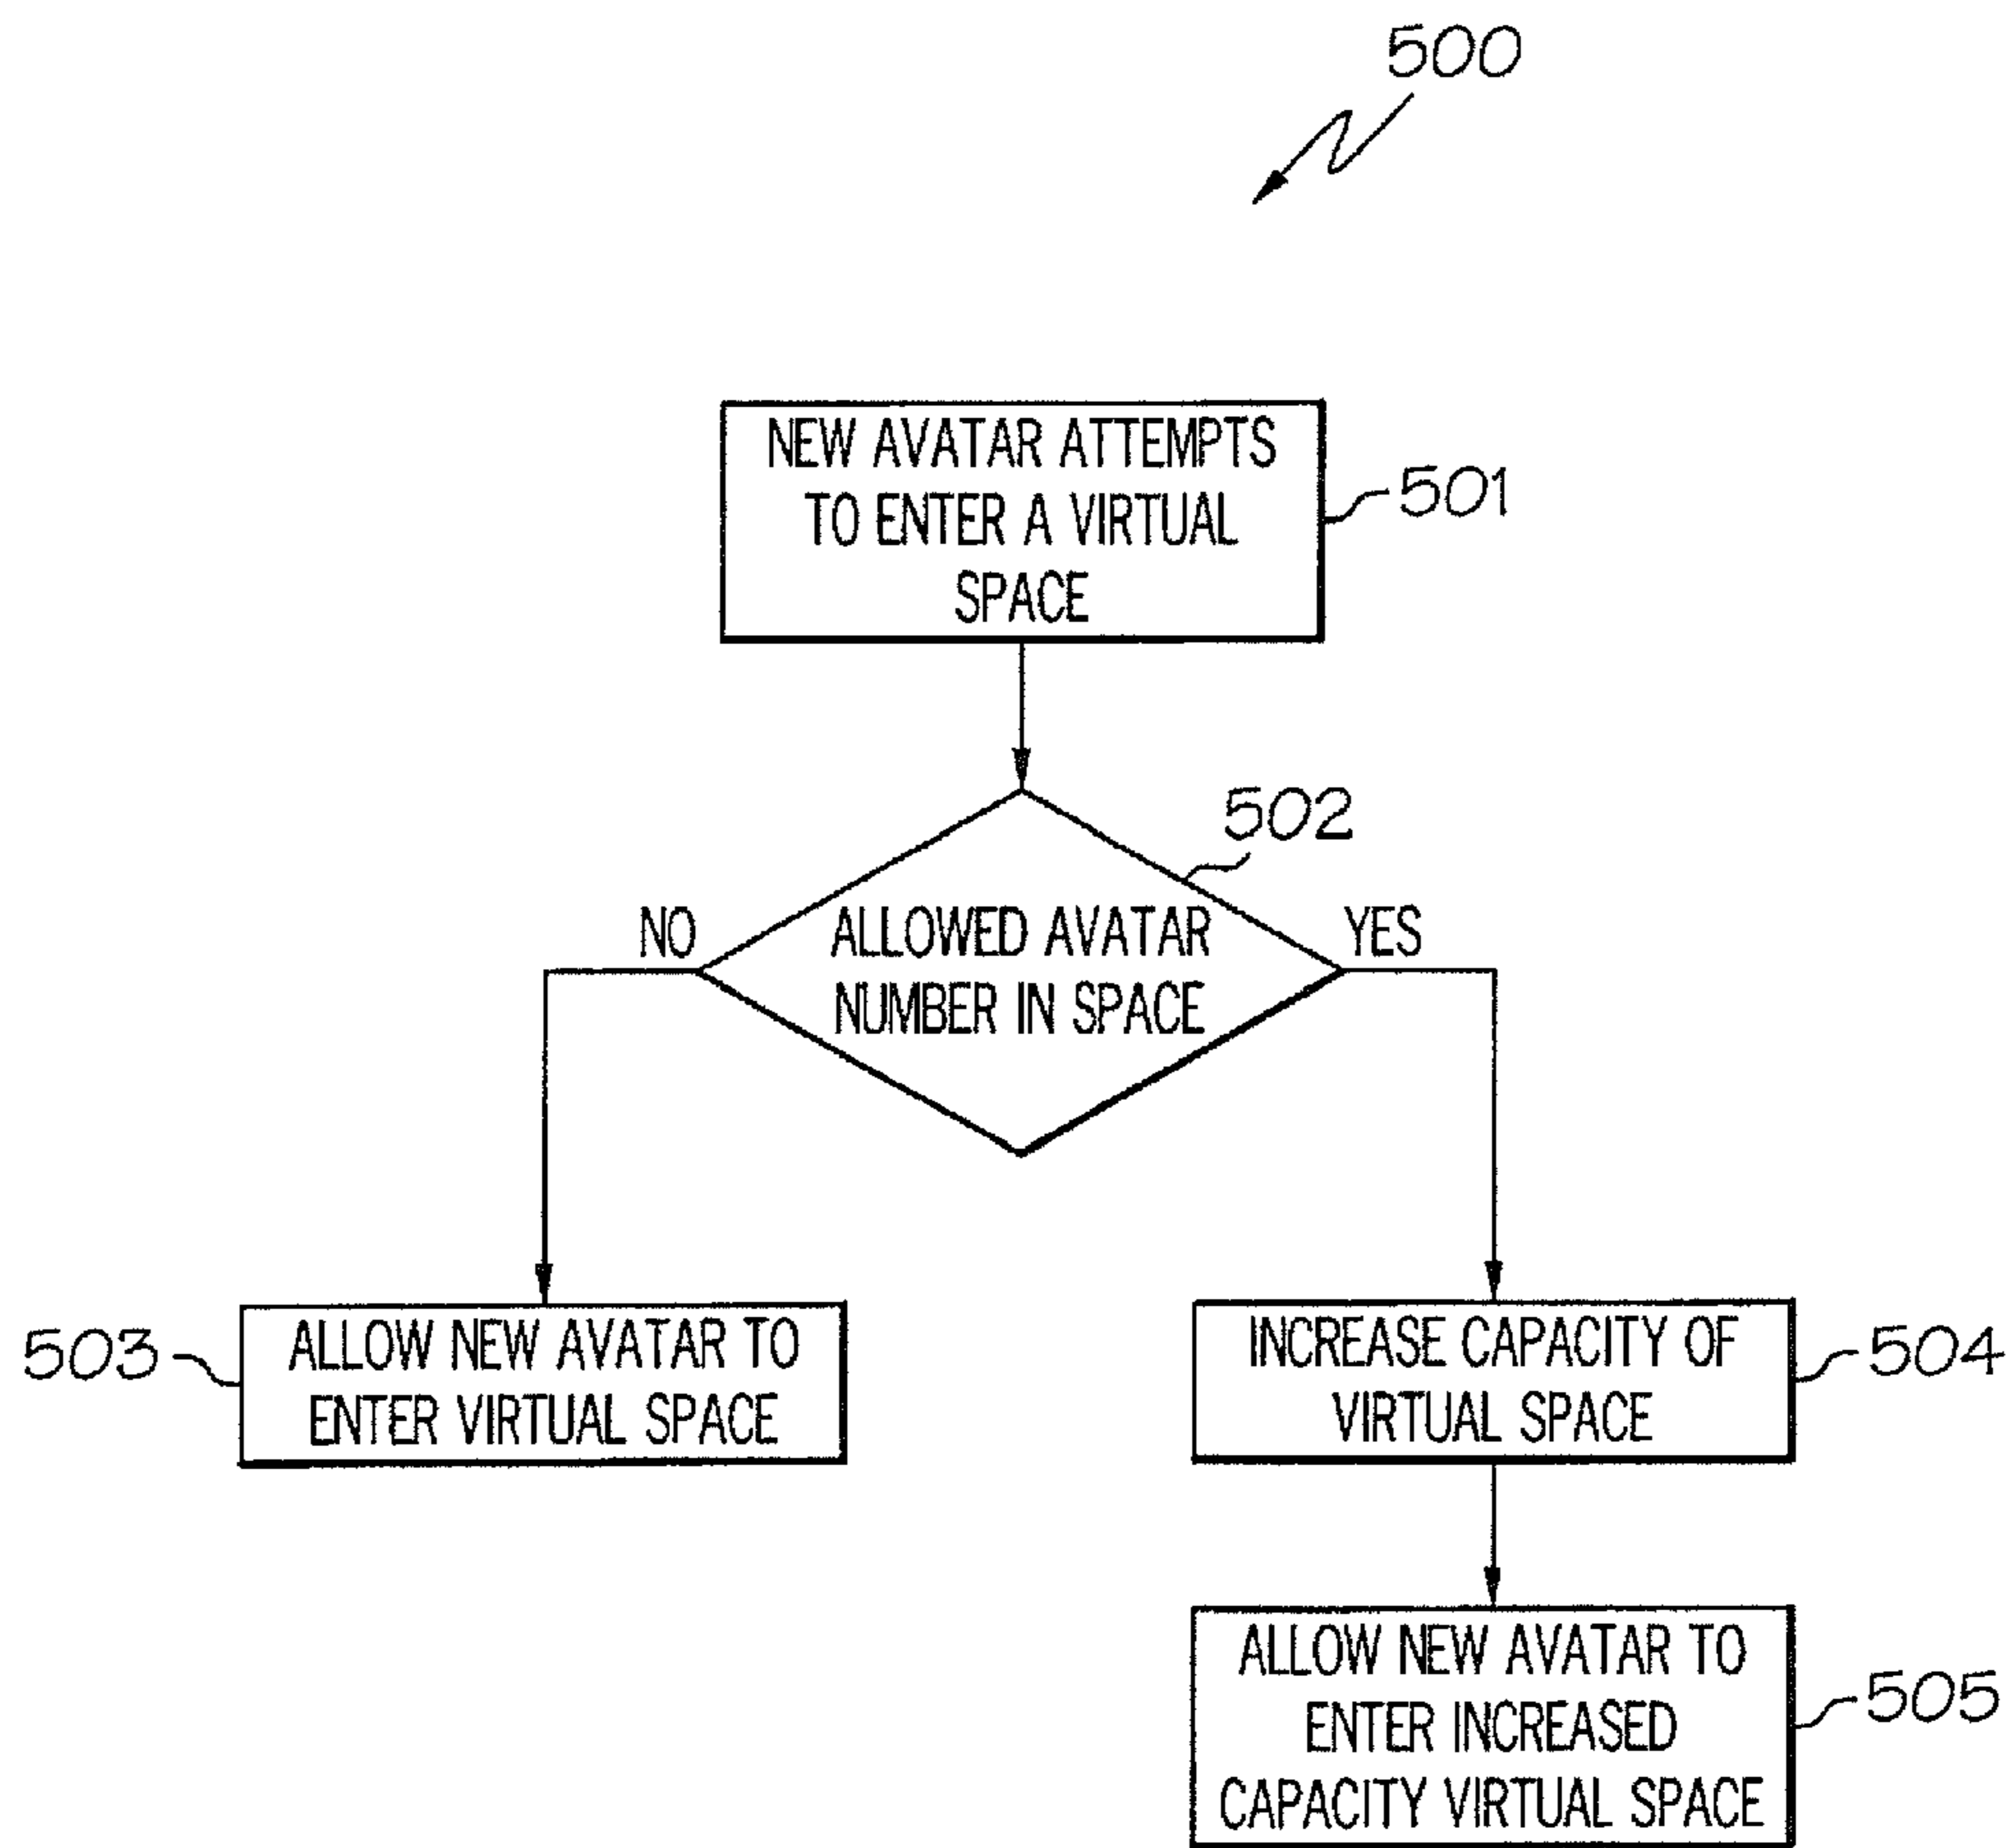 500
NEW AVATAR ATTEMPTS
TO ENTER A VIRTUAL
SPACE
501
502
NO
ALLOWED AVATAR
NUMBER IN SPACE
YES
503
ALLOW NEW AVATAR TO
ENTER VIRTUAL SPACE
INCREASE CAPACITY OF
VIRTUAL SPACE
504
ALLOW NEW AVATAR TO
ENTER INCREASED
CAPACITY VIRTUAL SPACE
505